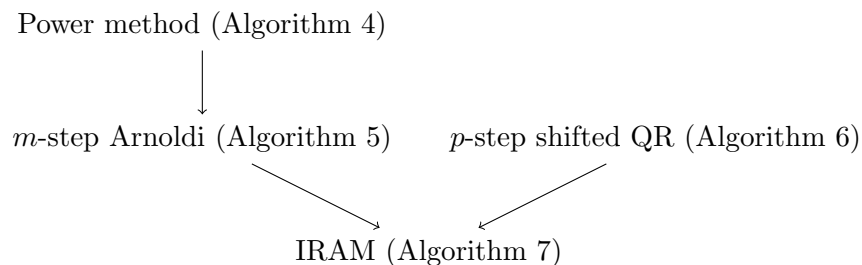 Power method (Algorithm 4)
m-step Arnoldi (Algorithm 5) p-step shifted QR (Algorithm 6)
IRAM (Algorithm 7)